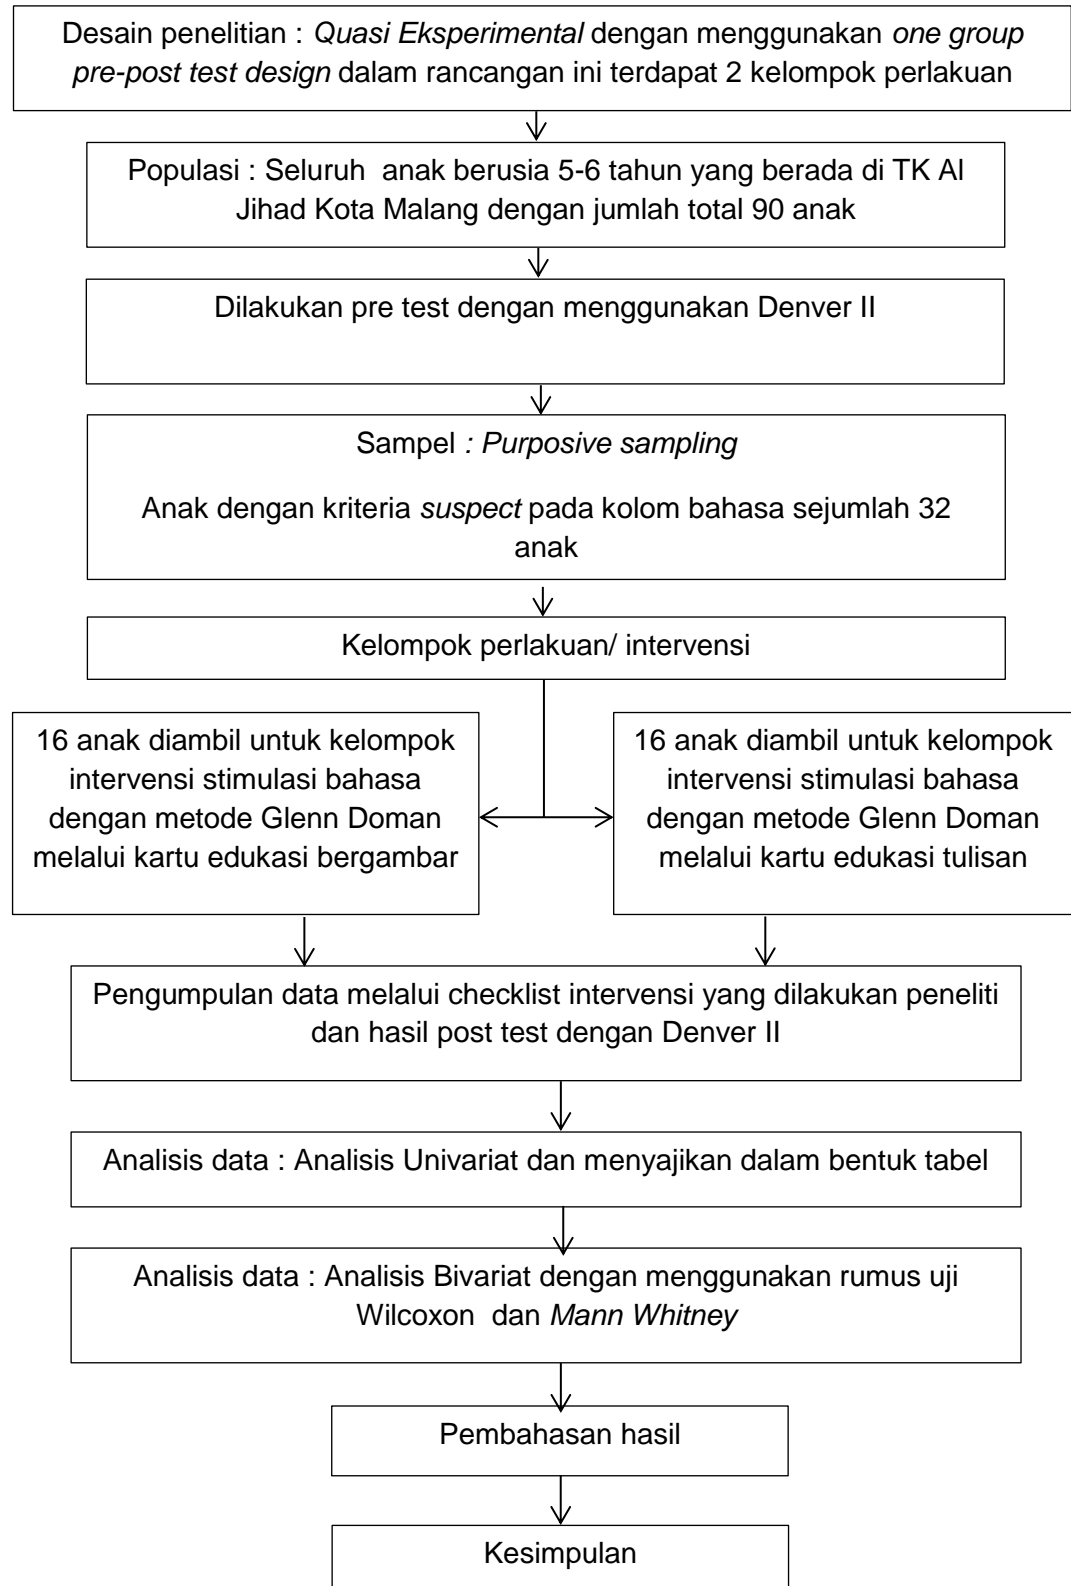 Desain penelitian : Quasi Eksperimental dengan menggunakan one group
pre-post test design dalam rancangan ini terdapat 2 kelompok perlakuan
Populasi : Seluruh anak berusia 5-6 tahun yang berada di TK Al
Jihad Kota Malang dengan jumlah total 90 anak
Dilakukan pre test dengan menggunakan Denver II
Sampel : Purposive sampling
Anak dengan kriteria suspect pada kolom bahasa sejumlah 32
anak
Kelompok perlakuan/ intervensi
16 anak diambil untuk kelompok
intervensi stimulasi bahasa
dengan metode Glenn Doman
melalui kartu edukasi bergambar
16 anak diambil untuk kelompok
intervensi stimulasi bahasa
dengan metode Glenn Doman
melalui kartu edukasi tulisan
Pengumpulan data melalui checklist intervensi yang dilakukan peneliti
dan hasil post test dengan Denver II
Analisis data : Analisis Univariat dan menyajikan dalam bentuk tabel
Analisis data : Analisis Bivariat dengan menggunakan rumus uji
Wilcoxon dan Mann Whitney
Pembahasan hasil
Kesimpulan